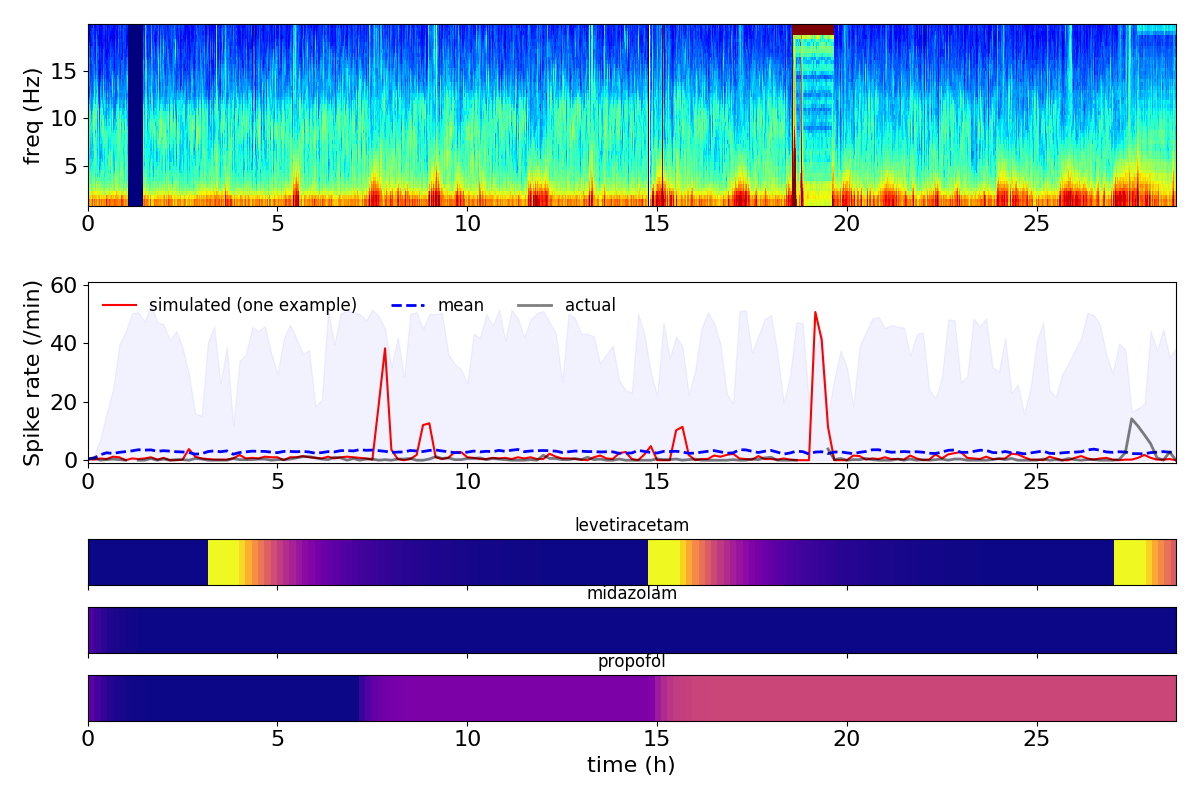 freq (Hz)
15
10
5
0 5 10 15 20 25
Spike rate (/min)
60
40
20
0
simulated (one example) mean actual
0 5 10 15 20 25
levetiracetam
midazolam
propofol
0 5 10 15 20 25
time (h)